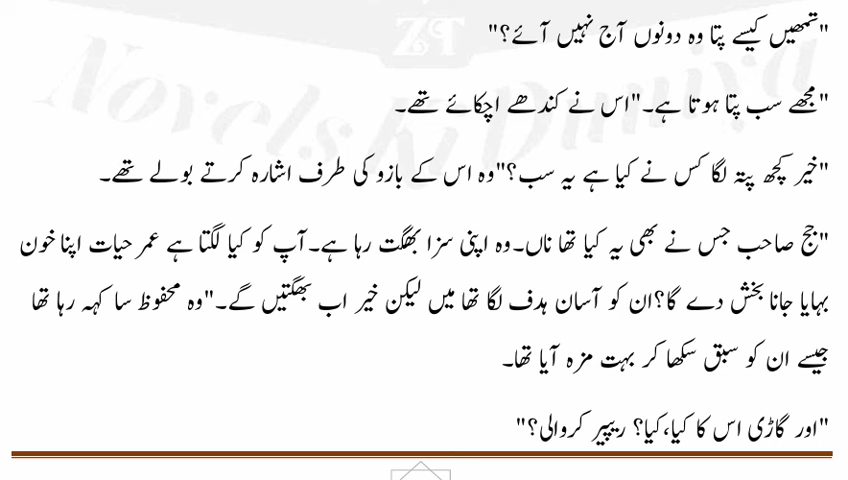 "تمھیں کیسے پتا وہ دونوں آج نہیں آئے؟"
"مجھے سب پتا ہوتا ہے۔"اس نے کندھے اچکائے تھے۔
"خیر کچھ پتہ لگا کس نے کیا ہے یہ سب؟"وہ اس کے بازو کی طرف اشارہ کرتے بولے تھے۔
"جج صاحب جس نے بھی یہ کیا تھا ناں۔وہ اپنی سزا بھگت رہا ہے۔آپ کو کیا لگتا ہے عمر حیات اپنا خون
بہایا جانا بخش دے گا؟ان کو آسان ہدف لگا تھا میں لیکن خیر اب بھگتیں گے۔"وہ محفوظ سا کہہ رہا تھا
جیسے ان کو سبق سکھا کر بہت مزہ آیا تھا۔
"اور گاڑی اس کا کیا،کیا؟ ریپیر کروالی؟"
ZT
Novels Ki Duniya